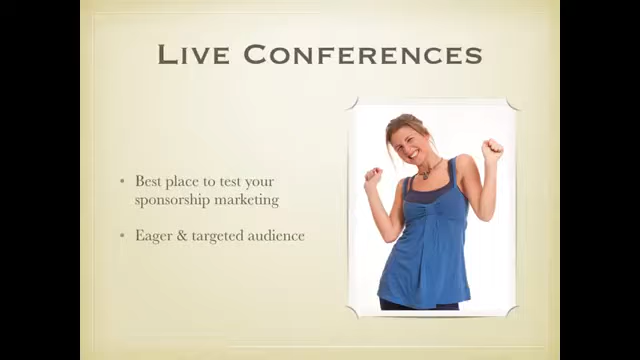 LIVE CONFERENCES
• Best place to test your
sponsorship marketing
• Eager & targeted audience